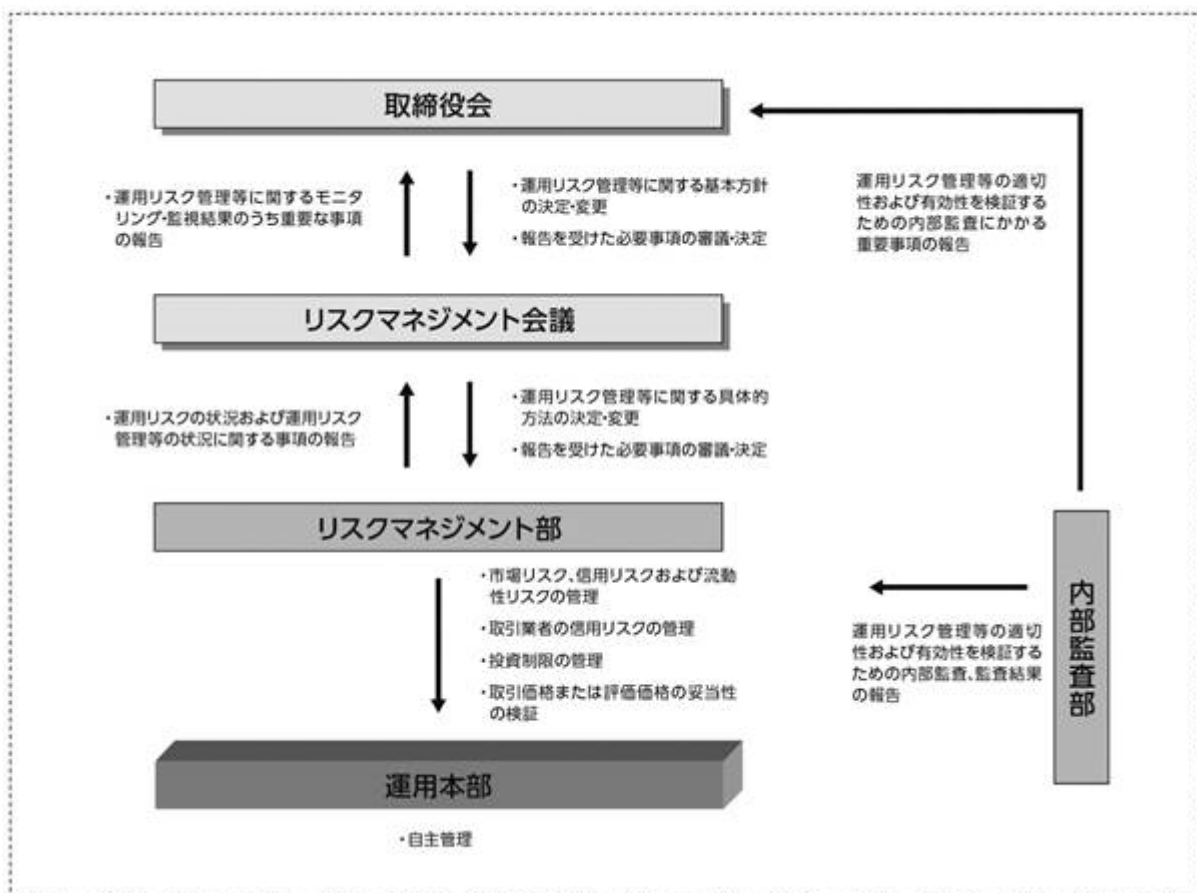 取締役会
・運用リスク管理等に関するモニタ
リング・監視結果のうち重要な事項
の報告
・運用リスク管理等に関する基本方針
の決定・変更
・報告を受けた必要事項の審議・決定
運用リスク管理等の適切
性および有効性を検証する
ための内部監査にかかる
重要事項の報告
リスクマネジメント会議
・運用リスクの状況および運用リスク
管理等の状況に関する事項の報告
・運用リスク管理等に関する具体的
方法の決定・変更
・報告を受けた必要事項の審議・決定
リスクマネジメント部
・市場リスク、信用リスクおよび流動
性リスクの管理
・取引業者の信用リスクの管理
・投資制限の管理
・取引価格または評価価格の妥当性
の検証
運用リスク管理等の適切
性および有効性を検証する
ための内部監査、監査結果
の報告
内部監査部
運用本部
・自主管理